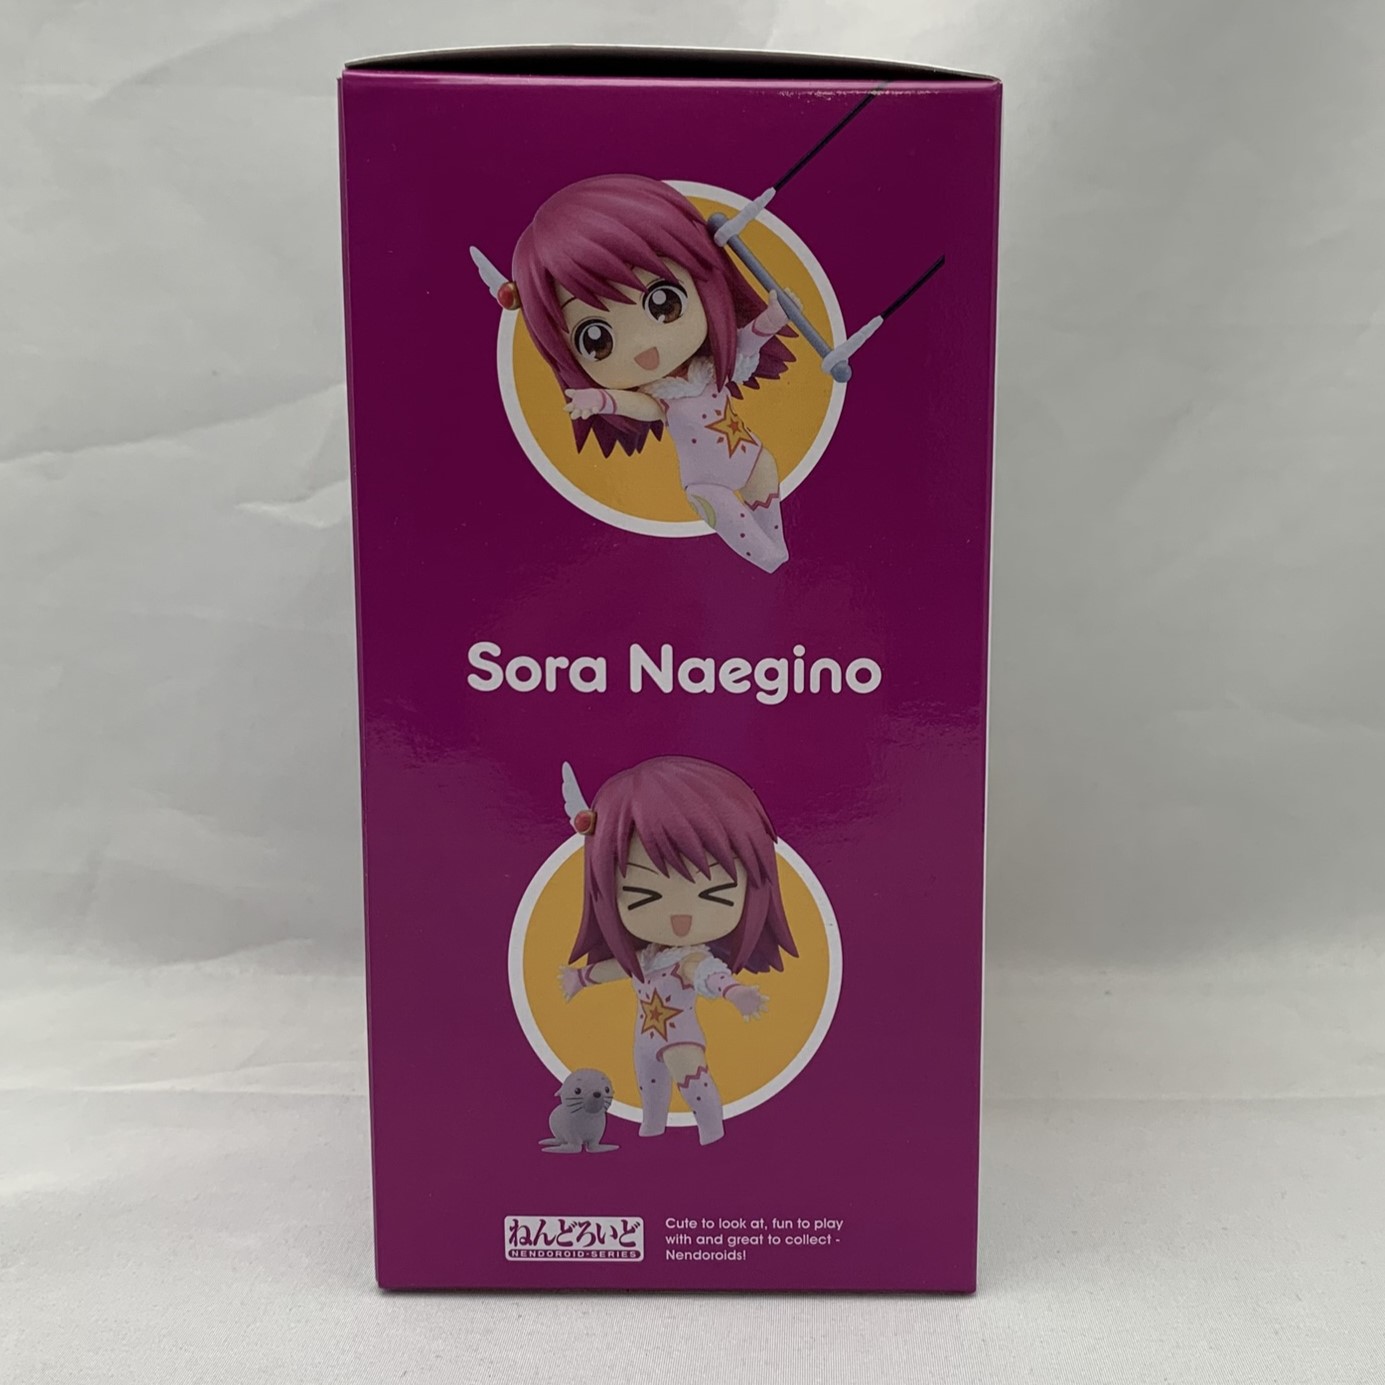 Sora Naegino
ねんどろいど
NENDOROID·SERIES
Cute to look at, fun to play
with and great to collect -
Nendoroids!